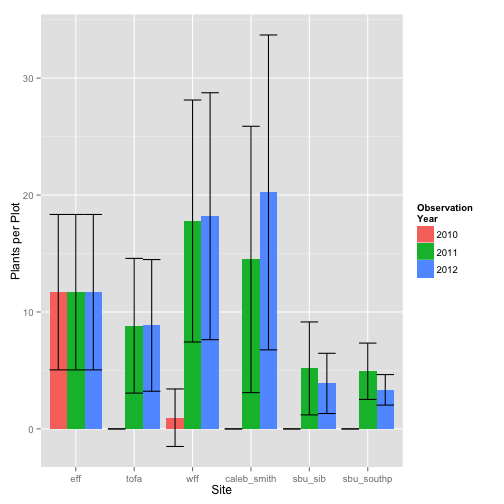 30
20
10
0
Plants per Plot
eff tofa wff caleb_smith sbu_sib sbu_southp
Site
Observation
Year
2010
2011
2012